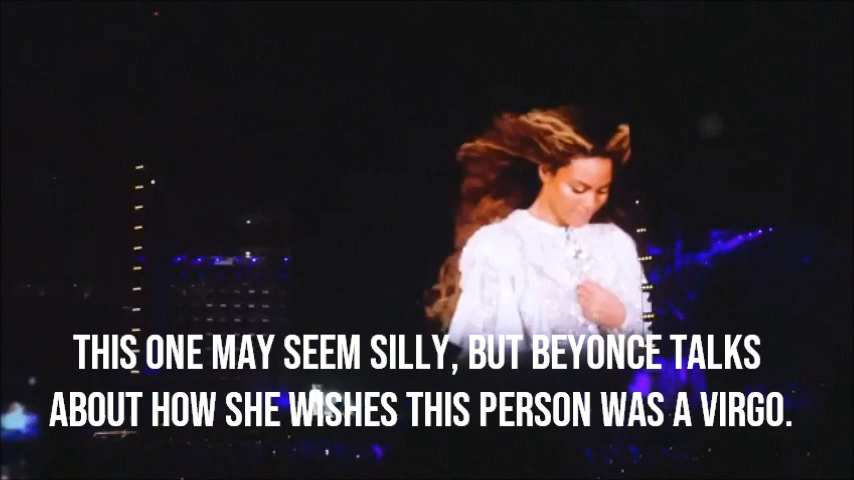 THIS ONE MAY SEEM SILLY, BUT BEYONCE TALKS
ABOUT HOW SHE WISHES THIS PERSON WAS A VIRGO.